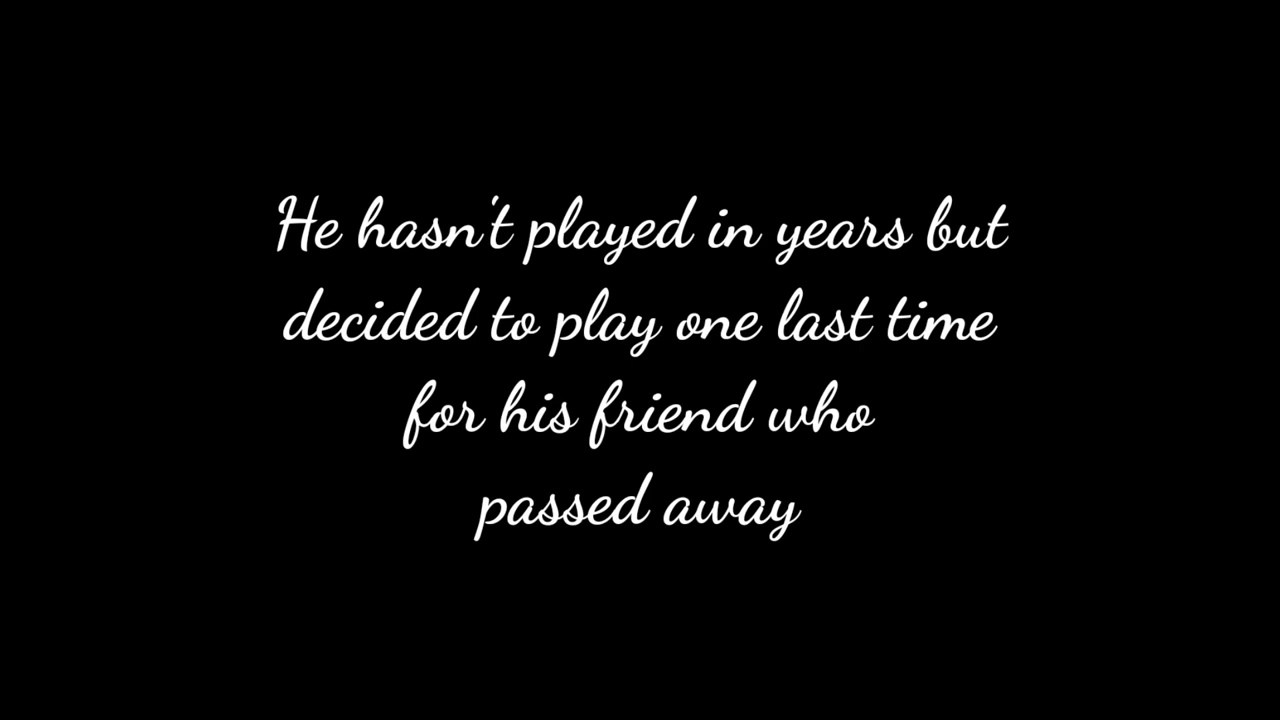 He hasn't played in years but
decided to play one last time
for his friend who
passed away